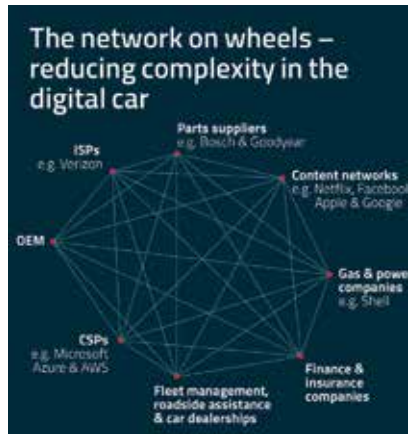 The network on wheels –
reducing complexity in the
digital car
Parts suppliers
e.g. Bosch & Goodyear
ISPs
e.g. Verizon
Content networks
e.g. Netflix, Facebook
Apple & Google
OEM
Gas & power
companies
e.g. Shell
CSPs
e.g. Microsoft
Azure & AWS
Finance &
insurance
companies
Fleet management,
roadside assistance
& car dealerships